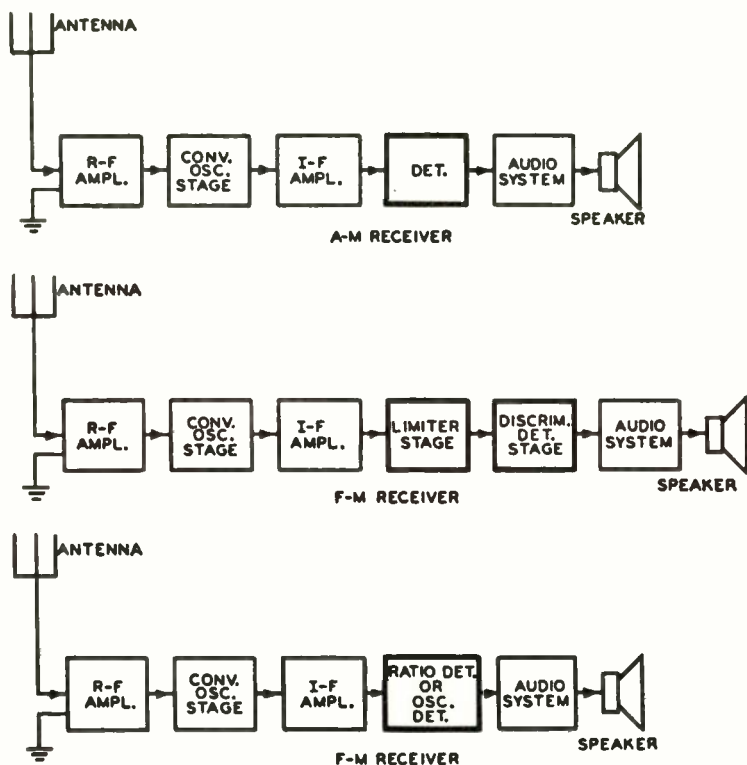 ANTENNA
R-F
AMPL.
CONV.
OSC.
STAGE
I-F
AMPL.
DET.
AUDIO
SYSTEM
SPEAKER
A-M RECEIVER
ANTENNA
R-F
AMPL.
CONV.
OSC.
STAGE
I-F
AMPL.
LIMITER
STAGE
DISCRIM.
DET.
STAGE
AUDIO
SYSTEM
SPEAKER
F-M RECEIVER
ANTENNA
R-F
AMPL.
CONV.
OSC.
STAGE
I-F
AMPL.
RATIO DET.
OR
OSC.
DET.
AUDIO
SYSTEM
SPEAKER
F-M RECEIVER